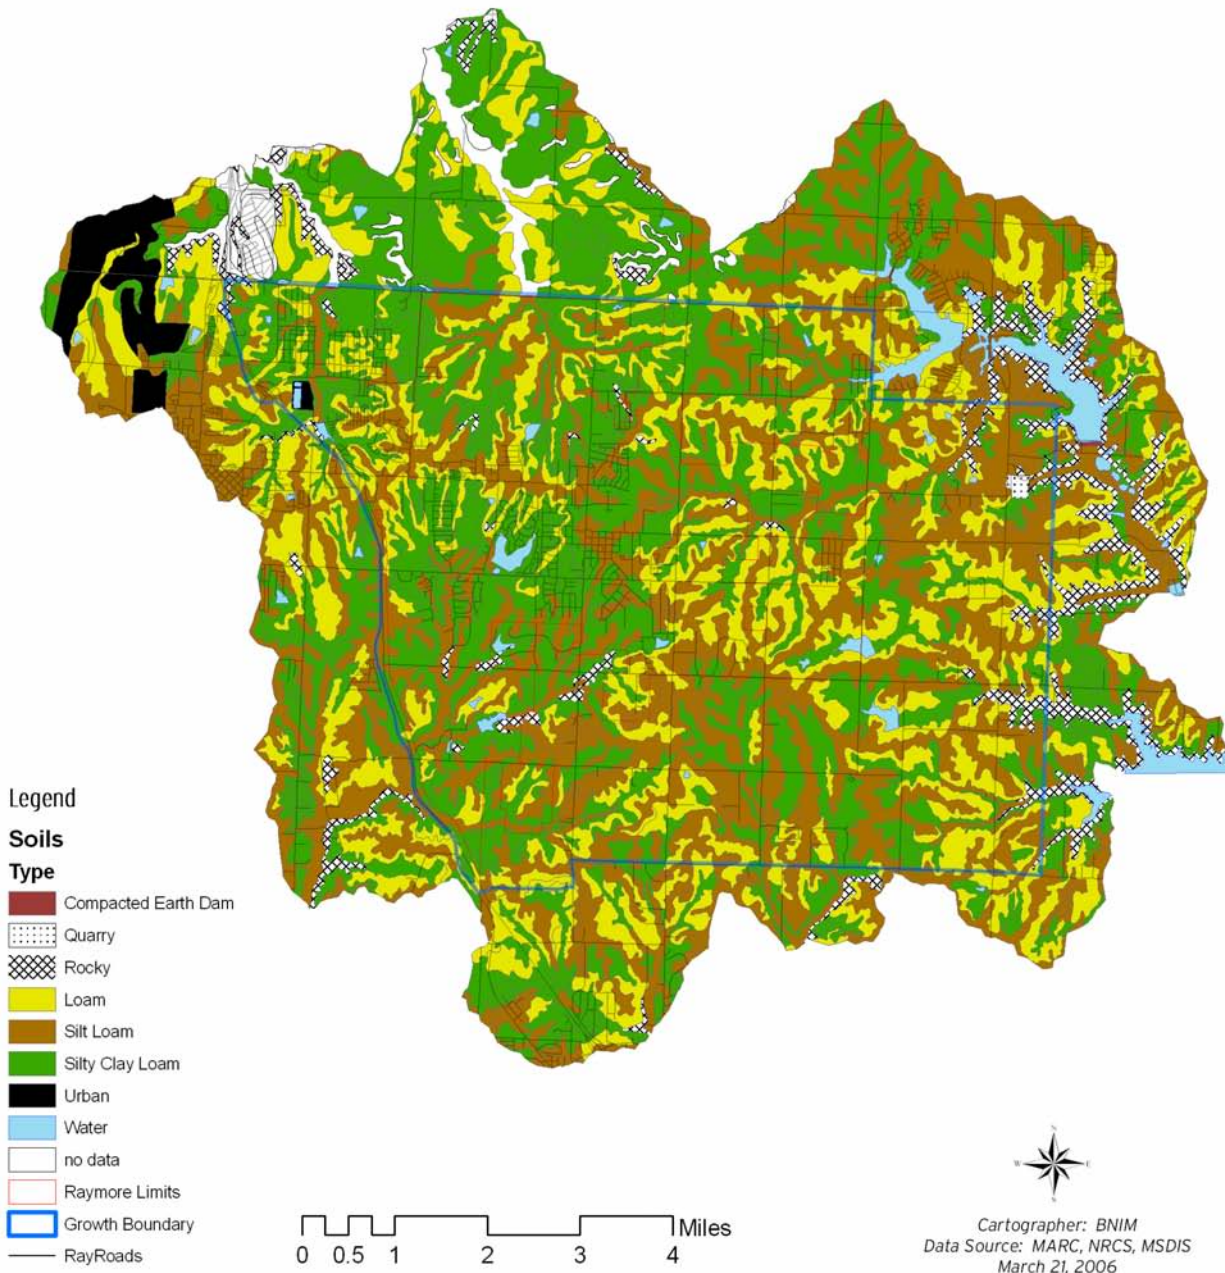 Legend
Soils
Type
Compacted Earth Dam
Quarry
Rocky
Loam
Silt Loam
Silty Clay Loam
Urban
Water
no data
Raymore Limits
Growth Boundary
RayRoads
0 0.5 1 2 3 4 Miles
N
W E
S
Cartographer: BNIM
Data Source: MARC, NRCS, MSDIS
March 21, 2006